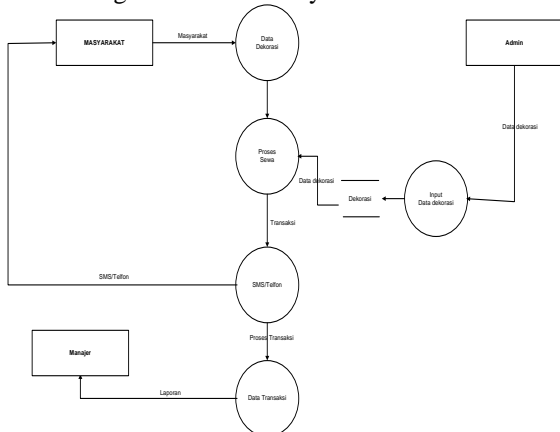 MASYARAKAT
Masyarakat
Data
Dekorasi
Admin
Data dekorasi
Proses
Sewa
Data dekorasi
Dekorasi
Input
Data dekorasi
Transaksi
SMS/Telfon
SMS/Telfon
Proses Transaksi
Manajer
Laporan
Data Transaksi